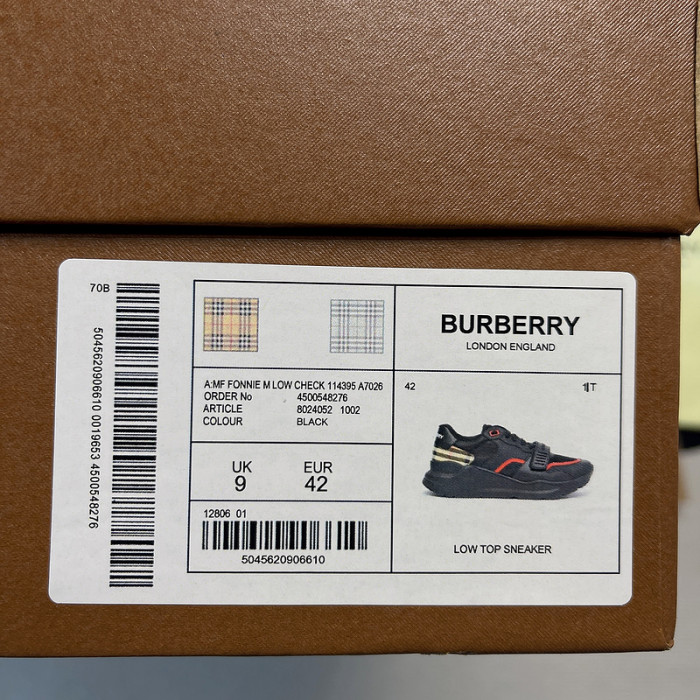 70B
5045620906610 0019653 4500548276
A:MF FONNIE M LOW CHECK 114395 A7026
ORDER No 4500548276
ARTICLE 8024052 1002
COLOUR BLACK
UK EUR
9 42
12806 01
5045620906610
BURBERRY
LONDON ENGLAND
42 1IT
LOW TOP SNEAKER